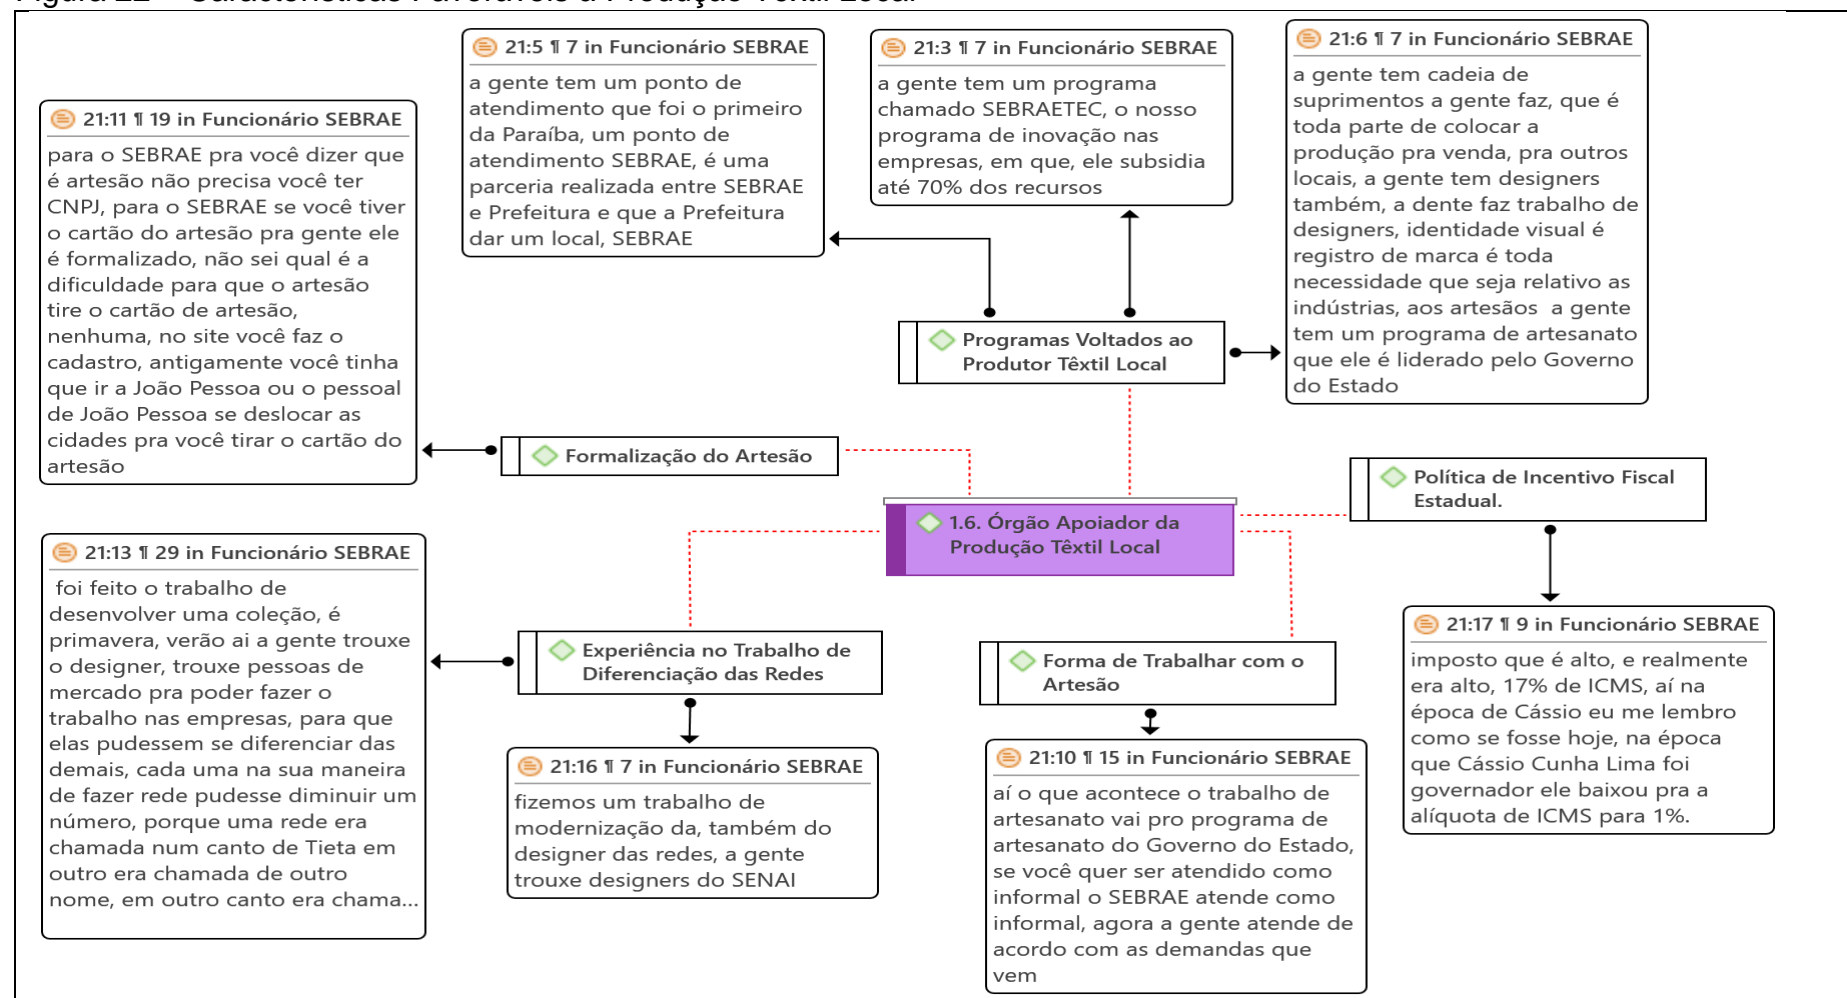 Figura 22 – Características Favoráveis à Produção Têxtil Local
21:5 ¶ 7 in Funcionário SEBRAE
a gente tem um ponto de
atendimento que foi o primeiro
da Paraíba, um ponto de
atendimento SEBRAE, é uma
parceria realizada entre SEBRAE
e Prefeitura e que a Prefeitura
dar um local, SEBRAE
21:3 ¶ 7 in Funcionário SEBRAE
a gente tem um programa
chamado SEBRAETEC, o nosso
programa de inovação nas
empresas, em que, ele subsidia
até 70% dos recursos
21:6 ¶ 7 in Funcionário SEBRAE
a gente tem cadeia de
suprimentos a gente faz, que é
toda parte de colocar a
produção pra venda, pra outros
locais, a gente tem designers
também, a dente faz trabalho de
designers, identidade visual é
registro de marca é toda
necessidade que seja relativo as
indústrias, aos artesãos  a gente
tem um programa de artesanato
que ele é liderado pelo Governo
do Estado
21:11 ¶ 19 in Funcionário SEBRAE
para o SEBRAE pra você dizer que
é artesão não precisa você ter
CNPJ, para o SEBRAE se você tiver
o cartão do artesão pra gente ele
é formalizado, não sei qual é a
dificuldade para que o artesão
tire o cartão de artesão,
nenhuma, no site você faz o
cadastro, antigamente você tinha
que ir a João Pessoa ou o pessoal
de João Pessoa se deslocar as
cidades pra você tirar o cartão do
artesão
Programas Voltados ao
Produtor Têxtil Local
Formalização do Artesão
Política de Incentivo Fiscal
Estadual.
1.6. Órgão Apoiador da
Produção Têxtil Local
21:13 ¶ 29 in Funcionário SEBRAE
foi feito o trabalho de
desenvolver uma coleção, é
primavera, verão ai a gente trouxe
o designer, trouxe pessoas de
mercado pra poder fazer o
trabalho nas empresas, para que
elas pudessem se diferenciar das
demais, cada uma na sua maneira
de fazer rede pudesse diminuir um
número, porque uma rede era
chamada num canto de Tieta em
outro era chamada de outro
nome, em outro canto era chama...
Experiência no Trabalho de
Diferenciação das Redes
Forma de Trabalhar com o
Artesão
21:16 ¶ 7 in Funcionário SEBRAE
fizemos um trabalho de
modernização da, também do
designer das redes, a gente
trouxe designers do SENAI
21:10 ¶ 15 in Funcionário SEBRAE
aí o que acontece o trabalho de
artesanato vai pro programa de
artesanato do Governo do Estado,
se você quer ser atendido como
informal o SEBRAE atende como
informal, agora a gente atende de
acordo com as demandas que
vem
21:17 ¶ 9 in Funcionário SEBRAE
imposto que é alto, e realmente
era alto, 17% de ICMS, aí na
época de Cássio eu me lembro
como se fosse hoje, na época
que Cássio Cunha Lima foi
governador ele baixou pra a
alíquota de ICMS para 1%.